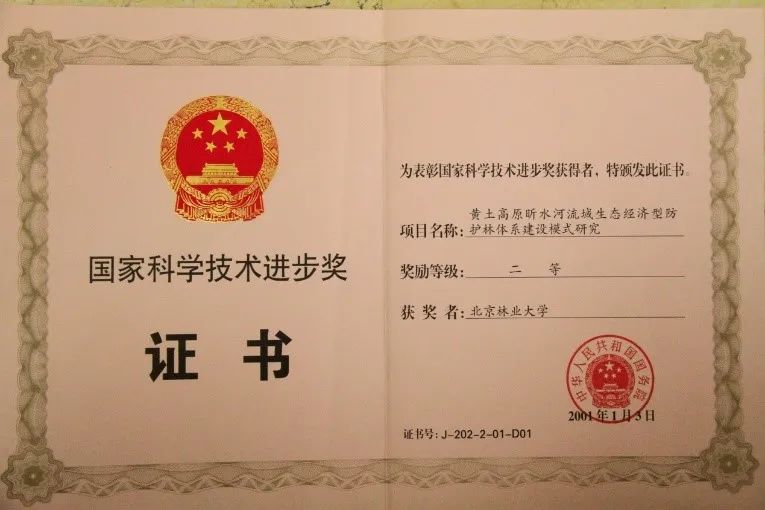 国家科学技术进步奖
证书
为表彰国家科学技术进步奖获得者，特颁发此证书。
项目名称：黄土高原昕水河流域生态经济型防
护林体系建设模式研究
奖励等级：二 等
获奖者：北京林业大学
中华人民共和国国务院
2001年1月3日
证书号：J-202-2-01-D01